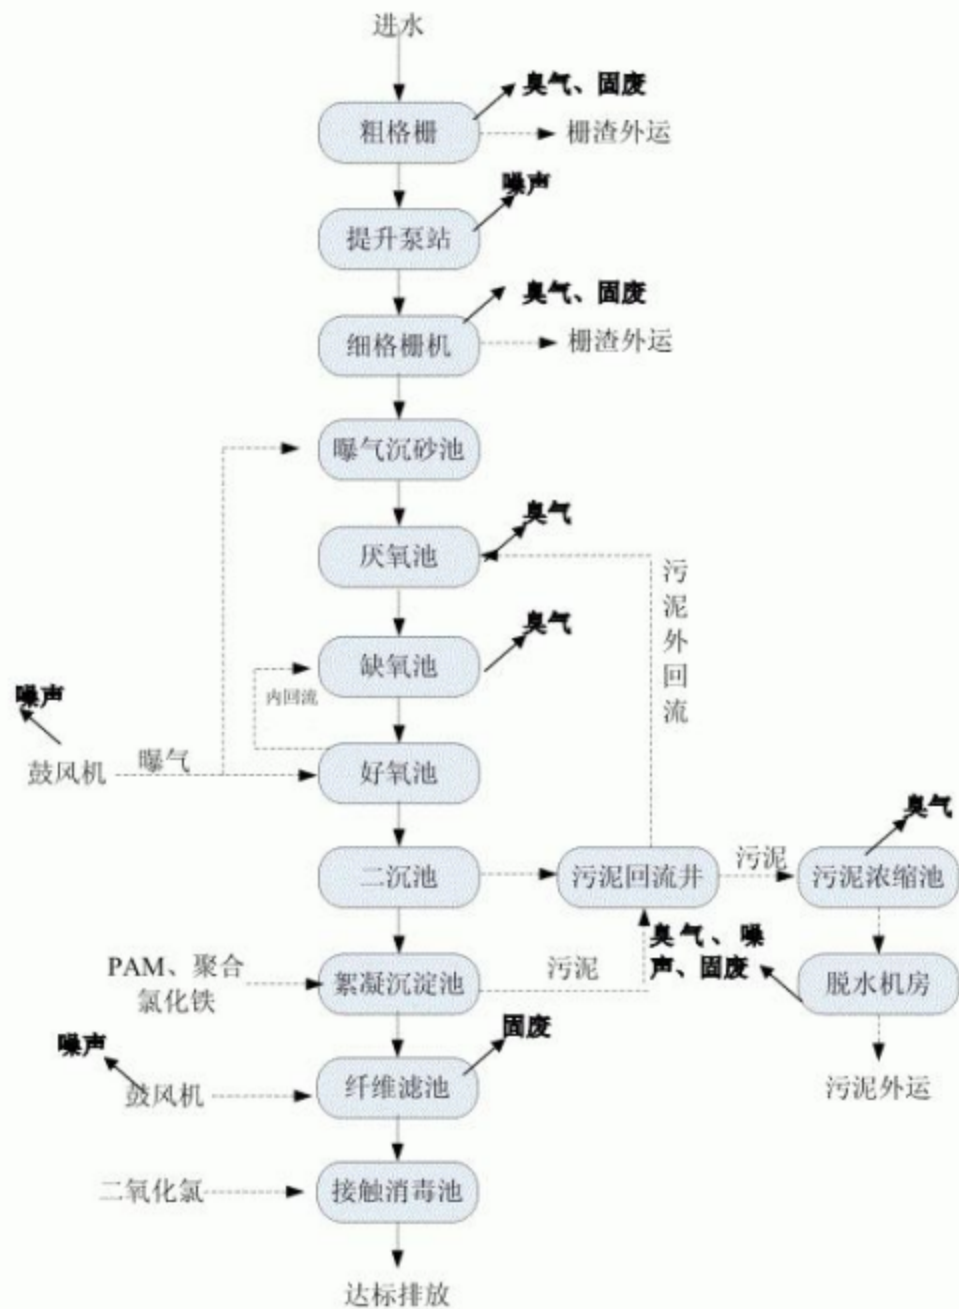 进水
臭气、固废
粗格栅
栅渣外运
噪声
提升泵站
臭气、固废
细格栅机
栅渣外运
曝气沉砂池
臭气
厌氧池
污泥外回流
臭气
缺氧池
内回流
噪声
鼓风机
曝气
好氧池
臭气
二沉池
污泥回流井
污泥
污泥浓缩池
臭气、噪
声、固废
PAM、聚合
氯化铁
絮凝沉淀池
污泥
脱水机房
固废
噪声
鼓风机
纤维滤池
污泥外运
二氧化氯
接触消毒池
达标排放